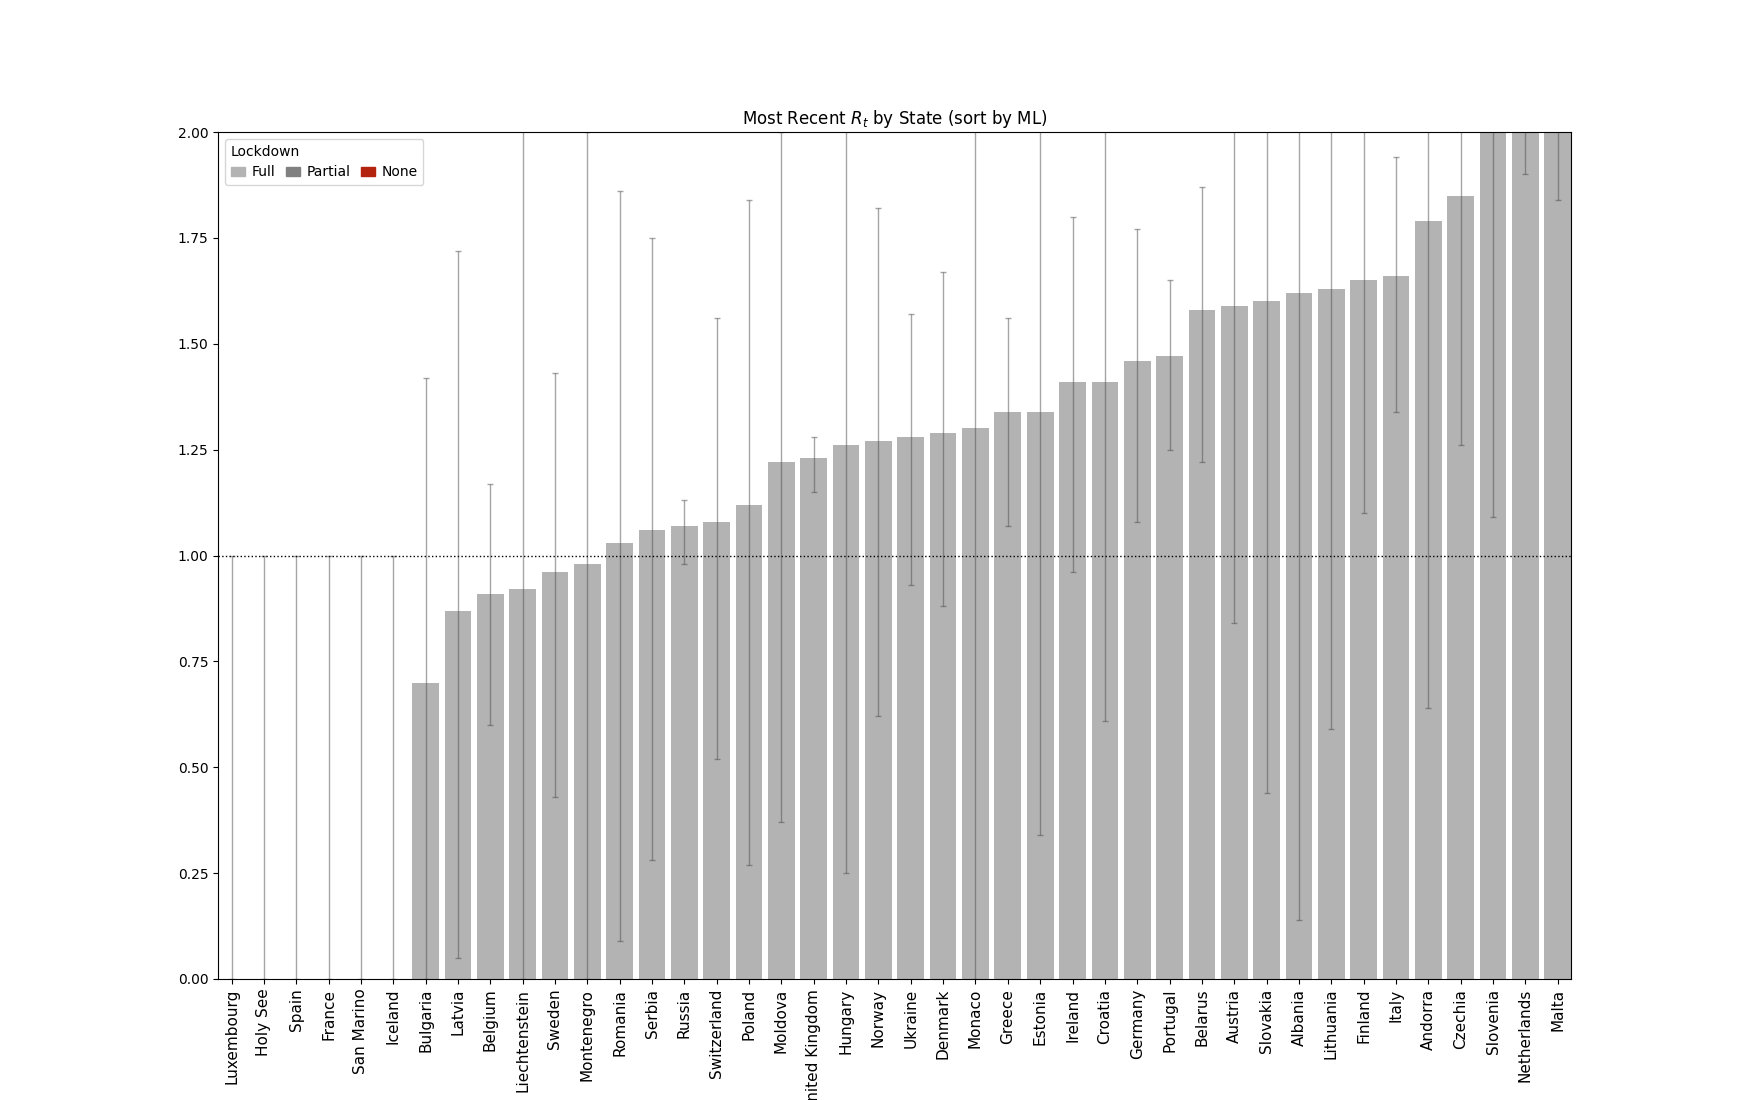 Most Recent R_t by State (sort by ML)
2.00
Lockdown
Full Partial None
1.75
1.50
1.25
1.00
0.75
0.50
0.25
0.00
Luxembourg
Holy See
Spain
France
San Marino
Iceland
Bulgaria
Latvia
Belgium
Liechtenstein
Sweden
Montenegro
Romania
Serbia
Russia
Switzerland
Poland
Moldova
nited Kingdom
Hungary
Norway
Ukraine
Denmark
Monaco
Greece
Estonia
Ireland
Croatia
Germany
Portugal
Belarus
Austria
Slovakia
Albania
Lithuania
Finland
Italy
Andorra
Czechia
Slovenia
Netherlands
Malta